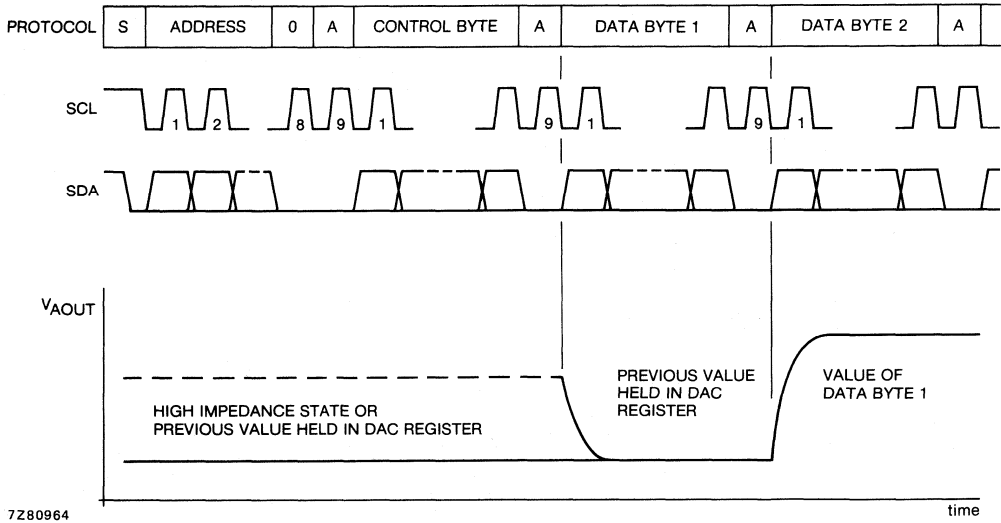 PROTOCOL S ADDRESS 0 A CONTROL BYTE A DATA BYTE 1 A DATA BYTE 2 A
SCL 1 2 8 9 1 9 1 9 1
SDA
VAOUT
PREVIOUS VALUE
HELD IN DAC
REGISTER
VALUE OF
DATA BYTE 1
HIGH IMPEDANCE STATE OR
PREVIOUS VALUE HELD IN DAC REGISTER
time
7Z80964